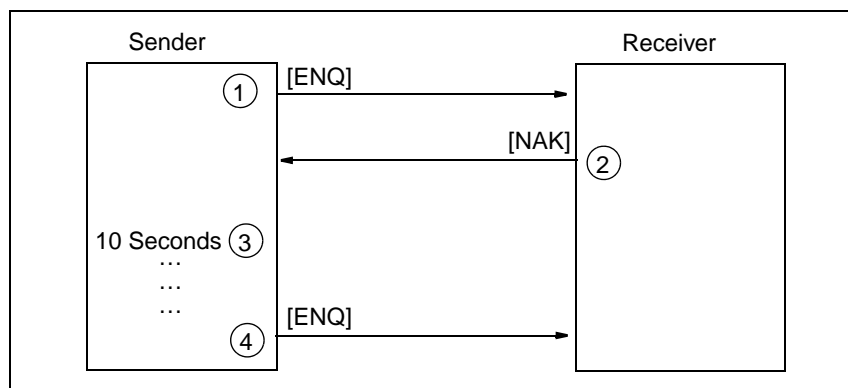 Sender
Receiver
1
[ENQ]
[NAK]
2
10 Seconds 3
…
…
…
4
[ENQ]